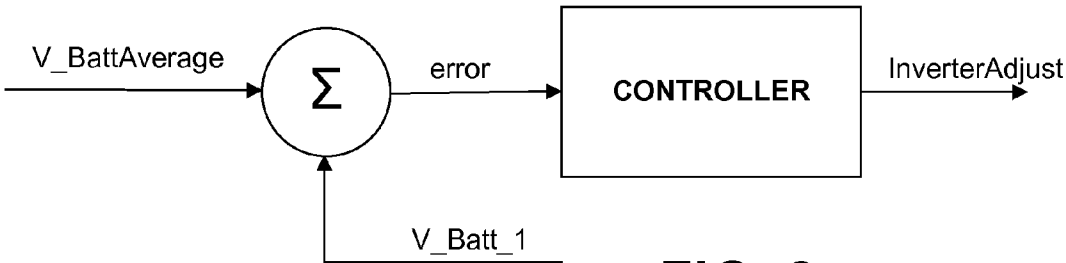 V_BattAverage
Σ
error
CONTROLLER
InverterAdjust
V_Batt_1